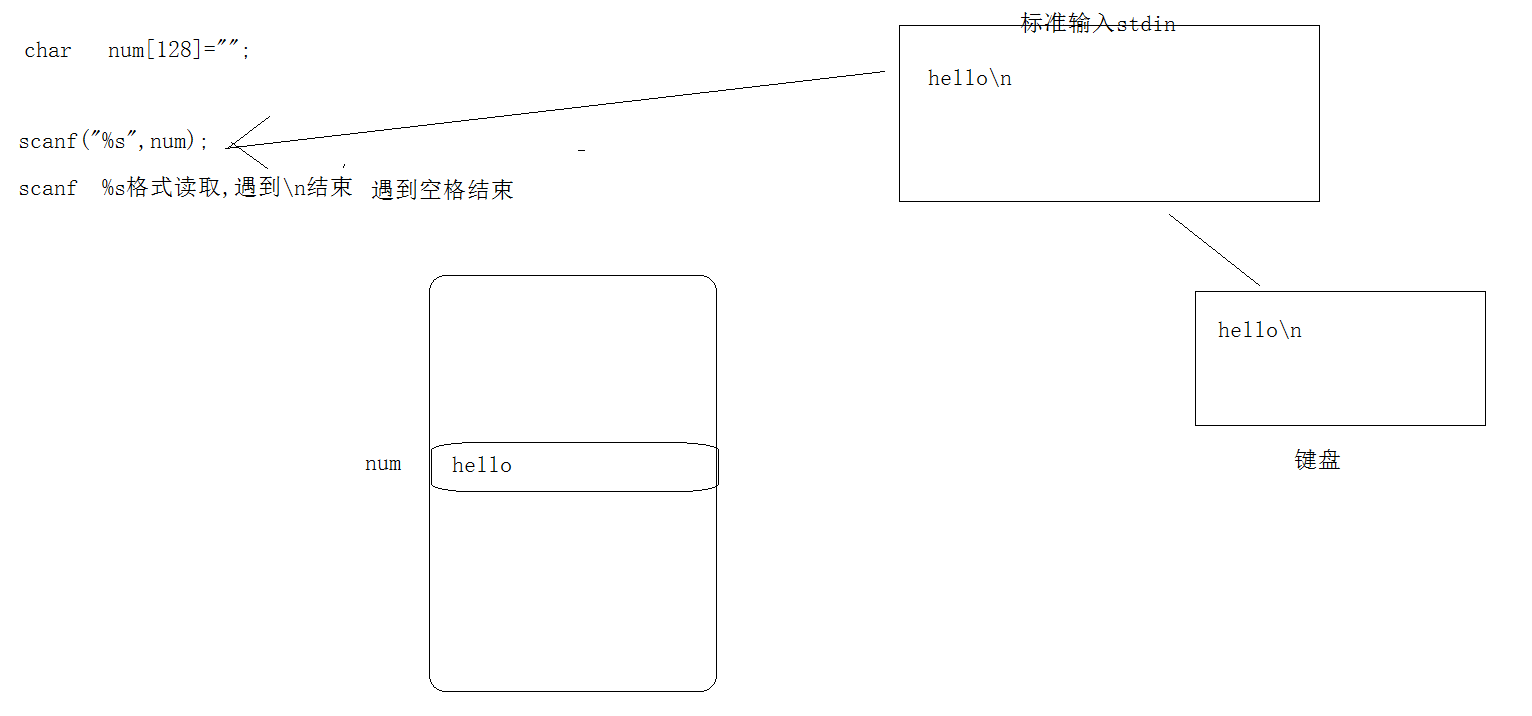 标准输入stdin
char num[128]="";
hello\n
scanf("%s",num);
scanf %s格式读取,遇到\n结束 遇到空格结束
hello\n
num
hello
键盘